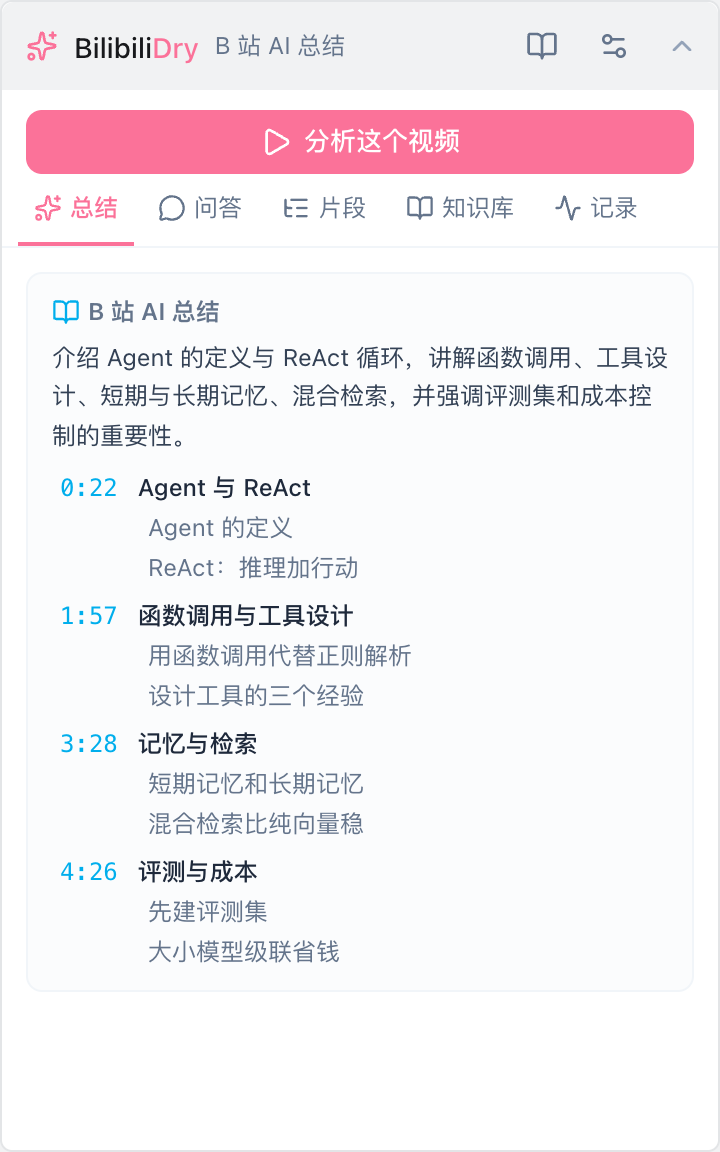 BilibiliDry B 站 AI 总结
分析这个视频
总结 问答 片段 知识库 记录
B 站 AI 总结
介绍 Agent 的定义与 ReAct 循环，讲解函数调用、工具设
计、短期与长期记忆、混合检索，并强调评测集和成本控
制的重要性。
0:22 Agent 与 ReAct
Agent 的定义
ReAct：推理加行动
1:57 函数调用与工具设计
用函数调用代替正则解析
设计工具的三个经验
3:28 记忆与检索
短期记忆和长期记忆
混合检索比纯向量稳
4:26 评测与成本
先建评测集
大小模型级联省钱